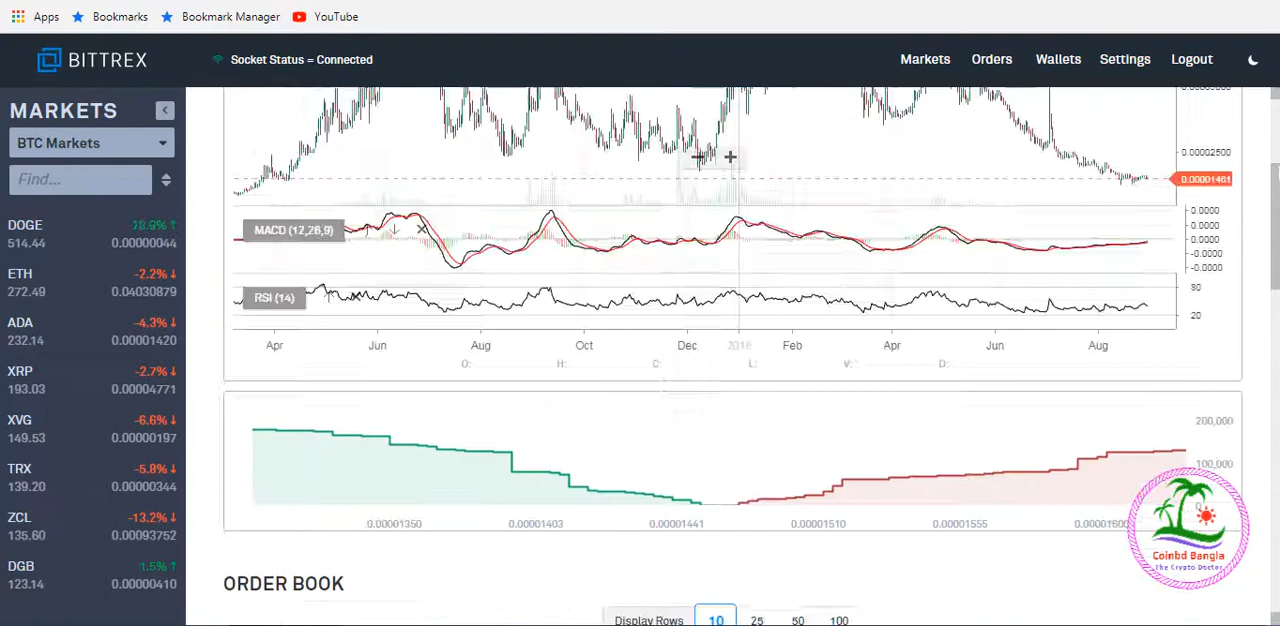 Apps Bookmarks Bookmark Manager YouTube
BITTREX Socket Status = Connected Markets Orders Wallets Settings Logout
MARKETS
BTC Markets
Find...
DOGE ↑
514.44 0.00000044
ETH -2.2% ↓
272.49 0.04030879
ADA -4.3% ↓
232.14 0.00001420
XRP -2.7% ↓
193.03 0.00004771
XVG -6.6% ↓
149.53 0.00000197
TRX -5.8% ↓
139.20 0.00000344
ZCL -13.2% ↓
135.60 0.00093752
DGB 1.5% ↑
123.14 0.00000410
0.00002500
0.00001461
MACD (12,26,9)
0.0000
0.0000
0.0000
-0.0000
-0.0000
RSI (14)
80
20
Apr Jun Aug Oct Dec 2018 Feb Apr Jun Aug
O: H: C: L: V: D:
200,000
100,000
0.00001350 0.00001403 0.00001441 0.00001510 0.00001555 0.00001600
Coinbd Bangla
The Crypto Doctor
ORDER BOOK
Display Rows 10 25 50 100